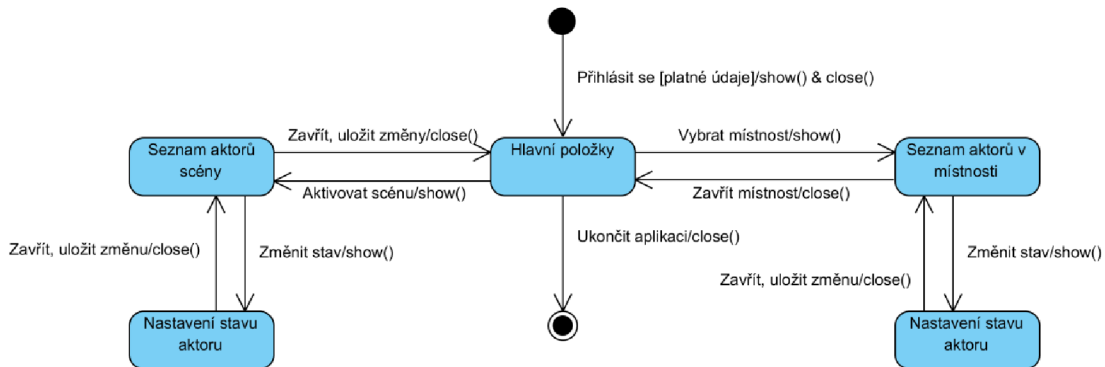 Přihlásit se [platné údaje]/show() & close()
Zavřít, uložit změny/close()
Vybrat místnost/show()
Seznam aktorů
scény
Hlavní položky
Seznam aktorů v
místnosti
Aktivovat scénu/show()
Zavřít místnost/close()
Zavřít, uložit změnu/close()
Změnit stav/show()
Ukončit aplikaci/close()
Změnit stav/show()
Zavřít, uložit změnu/close()
Nastavení stavu
aktoru
Nastavení stavu
aktoru